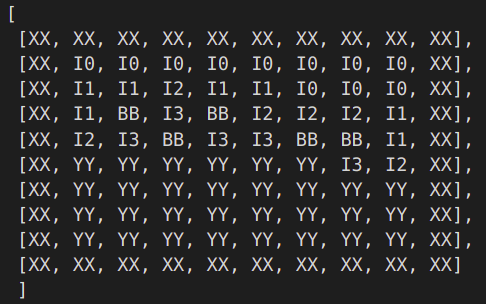 [
[XX, XX, XX, XX, XX, XX, XX, XX, XX, XX],
[XX, I0, I0, I0, I0, I0, I0, I0, I0, XX],
[XX, I1, I1, I2, I1, I1, I0, I0, I0, XX],
[XX, I1, BB, I3, BB, I2, I2, I2, I1, XX],
[XX, I2, I3, BB, I3, I3, BB, BB, I1, XX],
[XX, YY, YY, YY, YY, YY, YY, I3, I2, XX],
[XX, YY, YY, YY, YY, YY, YY, YY, YY, XX],
[XX, YY, YY, YY, YY, YY, YY, YY, YY, XX],
[XX, YY, YY, YY, YY, YY, YY, YY, YY, XX],
[XX, XX, XX, XX, XX, XX, XX, XX, XX, XX]
]